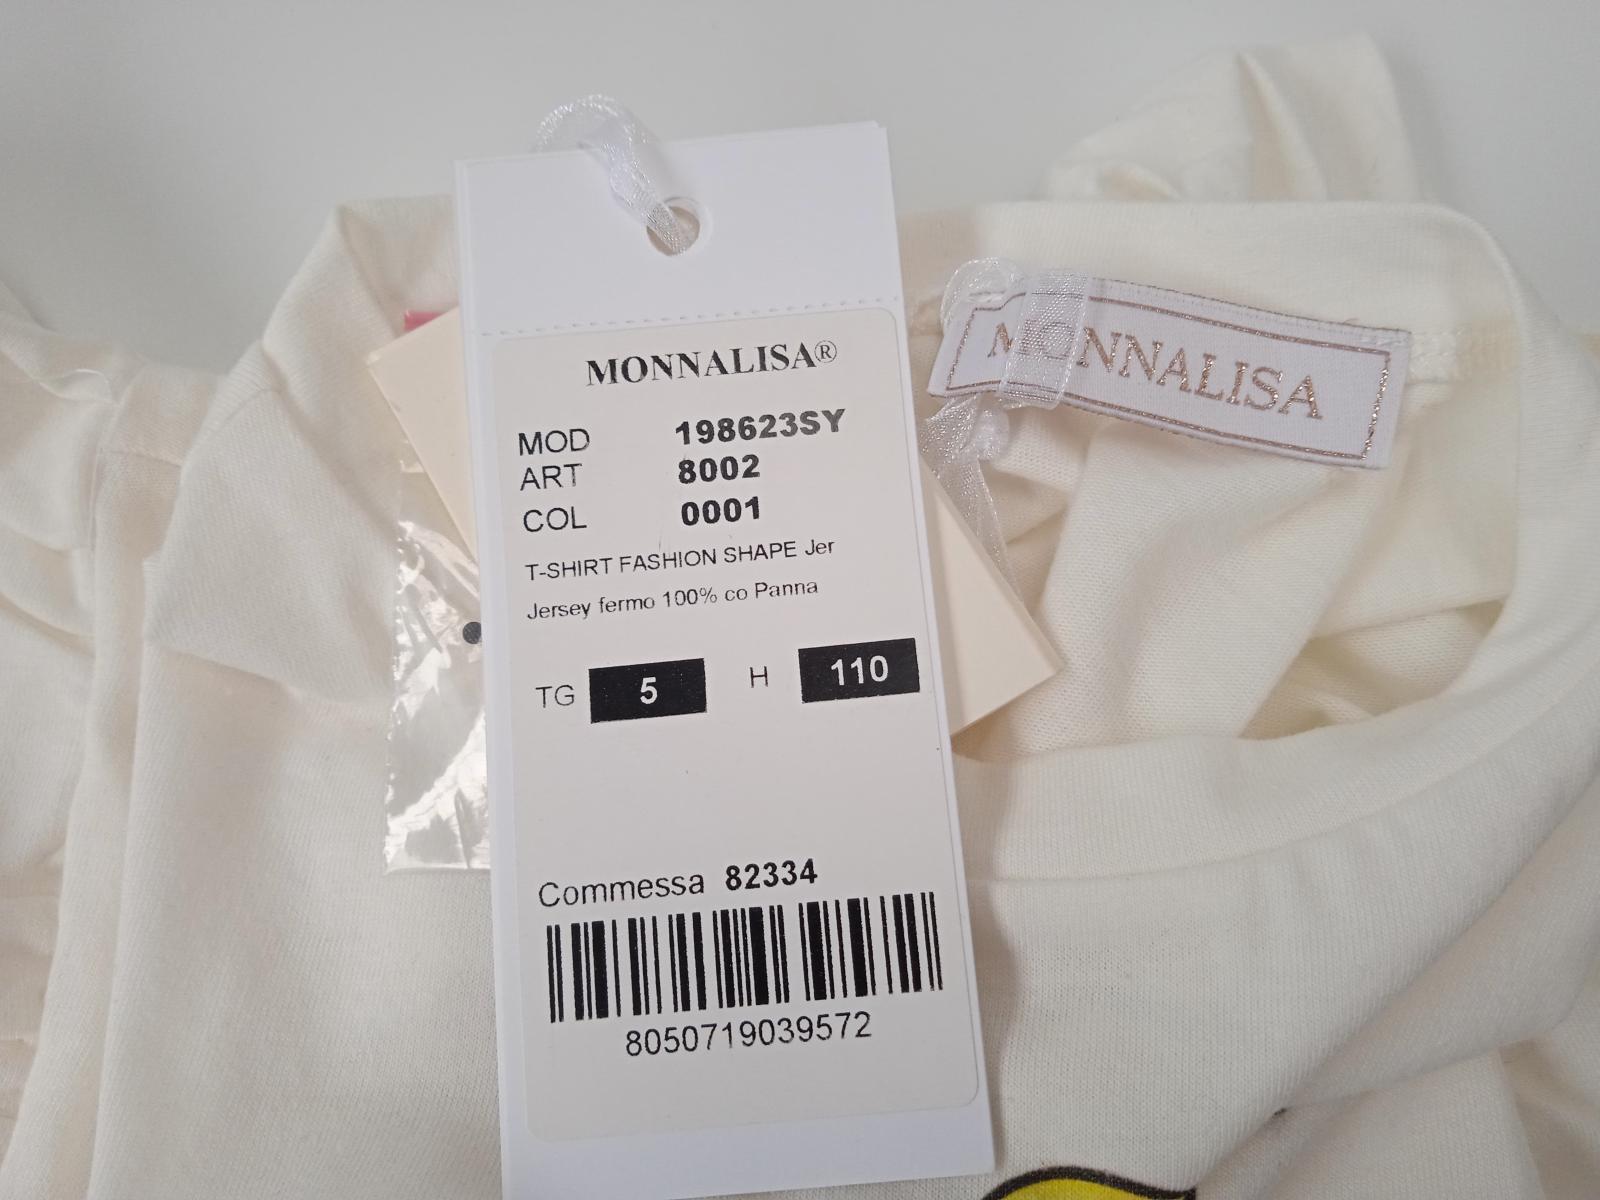 MONNALISA®
MOD 198623SY
ART 8002
COL 0001
T-SHIRT FASHION SHAPE Jer
Jersey fermo 100% co Panna
TG 5 H 110
Commessa 82334
8050719039572
MONNALISA